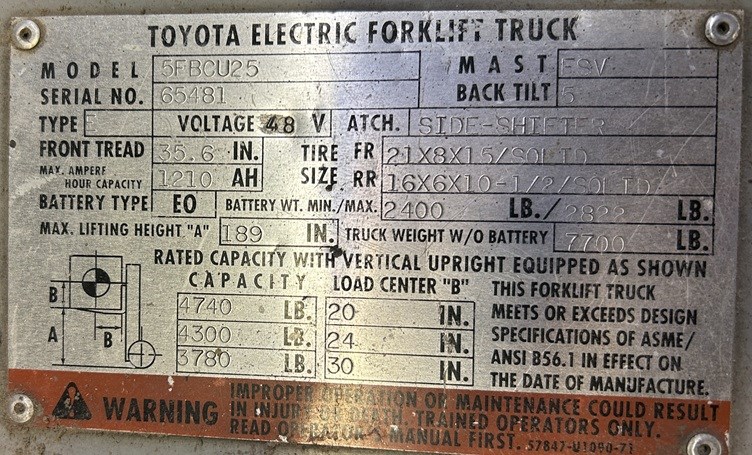 TOYOTA ELECTRIC FORKLIFT TRUCK
MODEL 5FBCU25 MAST FSV
SERIAL NO. 65481 BACK TILT 5
TYPE E VOLTAGE 48 V ATCH. SIDE-SHIFTER
FRONT TREAD 35.6 IN. TIRE SIZE FR 21X8X15/SOLID
MAX. AMPERE HOUR CAPACITY 1210 AH RR 16X6X10-1/2/SOLID
BATTERY TYPE EO BATTERY WT. MIN./MAX. 2400 LB./2822 LB.
MAX. LIFTING HEIGHT "A" 189 IN. TRUCK WEIGHT W/O BATTERY 7700 LB.
RATED CAPACITY WITH VERTICAL UPRIGHT EQUIPPED AS SHOWN
B
A
B
CAPACITY LOAD CENTER "B"
4740 LB. 20 IN.
4300 LB. 24 IN.
3780 LB. 30 IN.
THIS FORKLIFT TRUCK
MEETS OR EXCEEDS DESIGN
SPECIFICATIONS OF ASME/
ANSI B56.1 IN EFFECT ON
THE DATE OF MANUFACTURE.
WARNING
IMPROPER OPERATION OR MAINTENANCE COULD RESULT
IN INJURY OR DEATH. TRAINED OPERATORS ONLY.
READ OPERATOR'S MANUAL FIRST. 57847-U1090-71